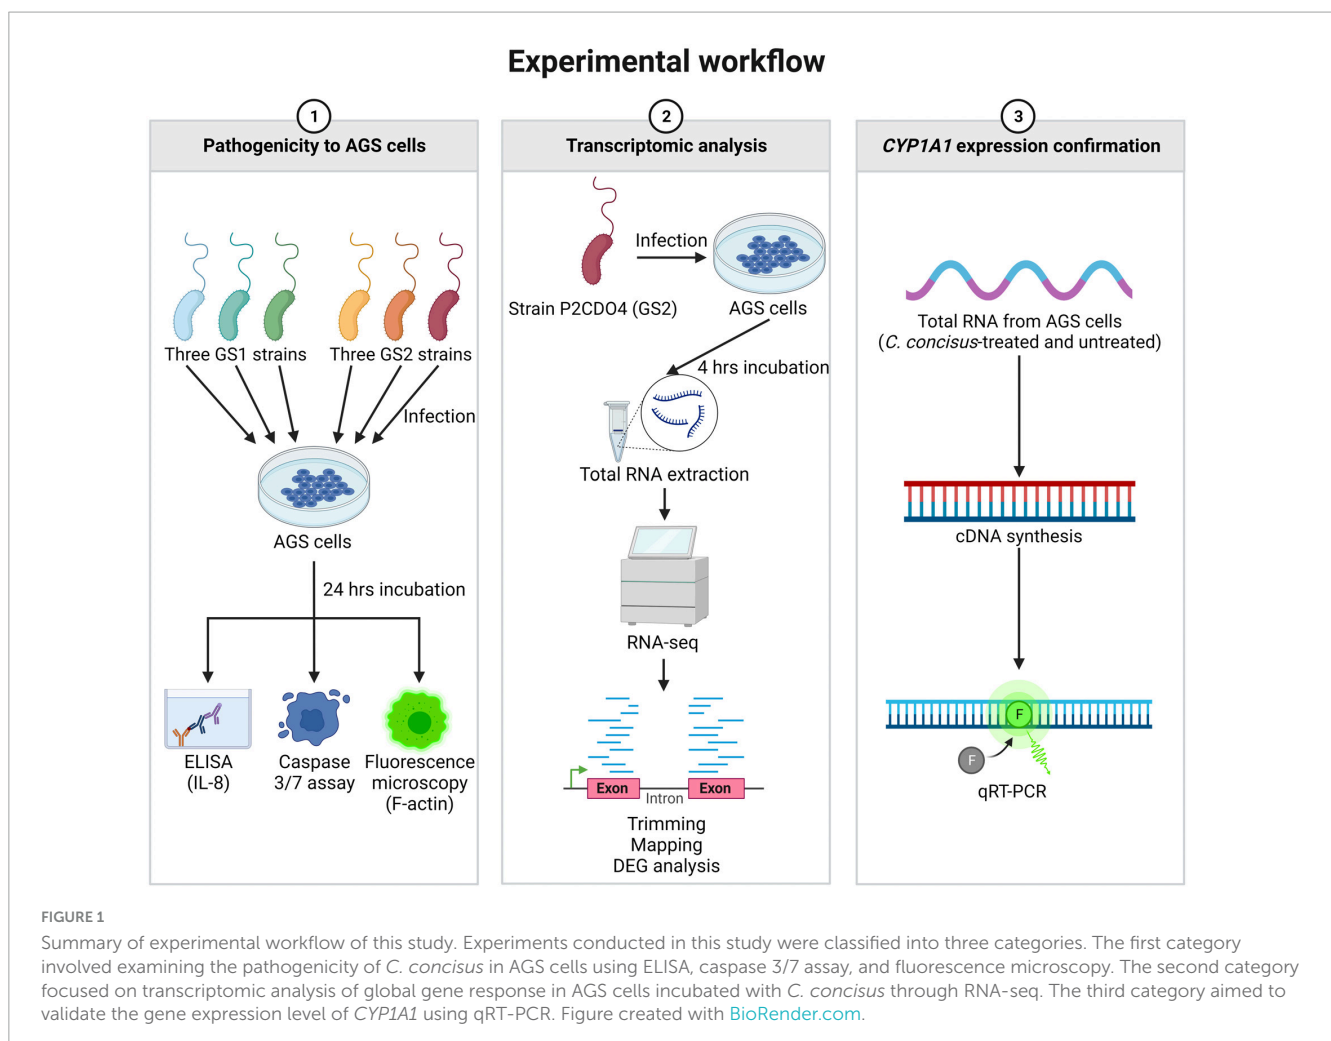 Experimental workflow
1
Pathogenicity to AGS cells
Three GS1 strains
Three GS2 strains
Infection
AGS cells
24 hrs incubation
ELISA
(IL-8)
Caspase
3/7 assay
Fluorescence
microscopy
(F-actin)
2
Transcriptomic analysis
Infection
Strain P2CDO4 (GS2)
AGS cells
4 hrs incubation
Total RNA extraction
RNA-seq
Exon
Intron
Exon
Trimming
Mapping
DEG analysis
3
CYP1A1 expression confirmation
Total RNA from AGS cells
(C. concisus-treated and untreated)
cDNA synthesis
F
F
qRT-PCR
FIGURE 1
Summary of experimental workflow of this study. Experiments conducted in this study were classified into three categories. The first category
involved examining the pathogenicity of C. concisus in AGS cells using ELISA, caspase 3/7 assay, and fluorescence microscopy. The second category
focused on transcriptomic analysis of global gene response in AGS cells incubated with C. concisus through RNA-seq. The third category aimed to
validate the gene expression level of CYP1A1 using qRT-PCR. Figure created with BioRender.com.